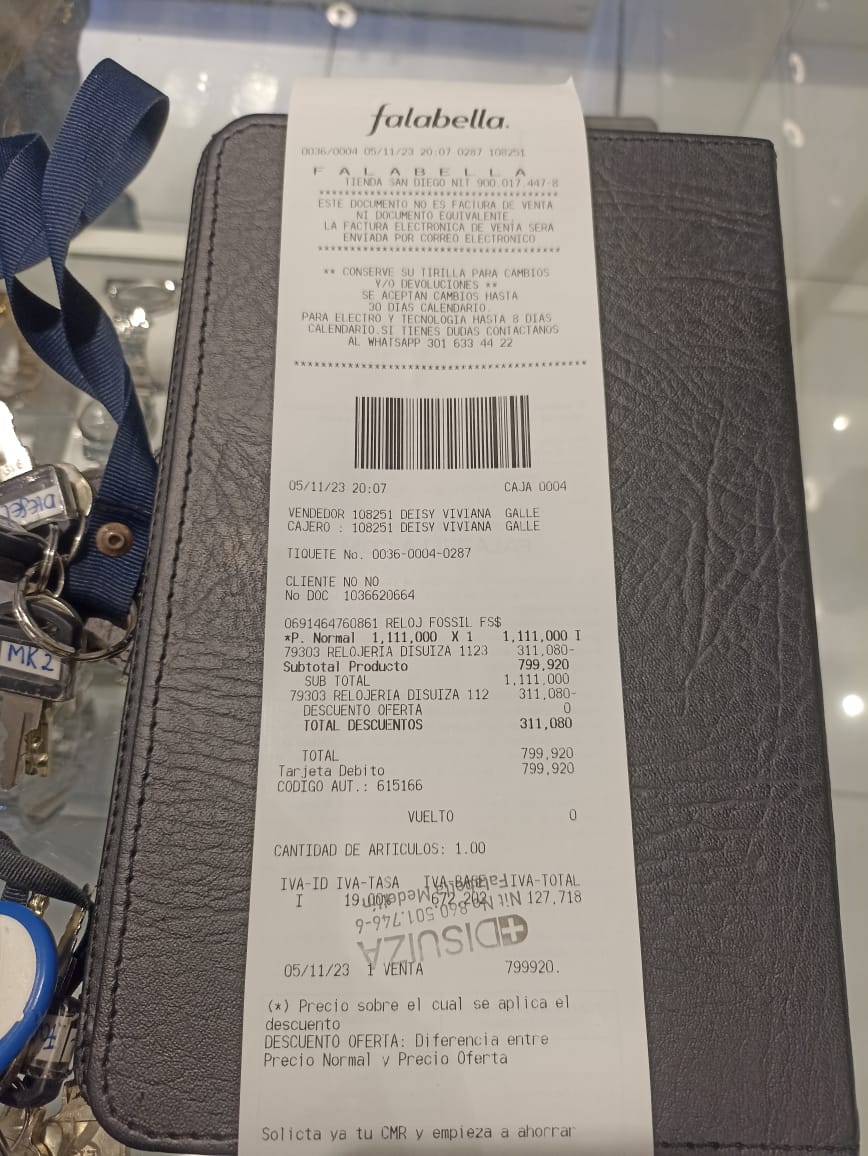 falabella.
0036/0004 05/11/23 20:07 0287 108251
F A L A B E L L A
TIENDA SAN DIEGO NIT 900.017.447-8
****************************************
ESTE DOCUMENTO NO ES FACTURA DE VENTA
NI DOCUMENTO EQUIVALENTE,
LA FACTURA ELECTRONICA DE VENTA SERA
ENVIADA POR CORREO ELECTRONICO
****************************************
** CONSERVE SU TIRILLA PARA CAMBIOS
Y/O DEVOLUCIONES **
SE ACEPTAN CAMBIOS HASTA
30 DIAS CALENDARIO.
PARA ELECTRO Y TECNOLOGIA HASTA 8 DIAS
CALENDARIO.SI TIENES DUDAS CONTACTANOS
AL WHATSAPP 301 633 44 22
****************************************
05/11/23 20:07 CAJA 0004
VENDEDOR 108251 DEISY VIVIANA GALLE
CAJERO : 108251 DEISY VIVIANA GALLE
TIQUETE No. 0036-0004-0287
CLIENTE NO NO
No DOC 1036620664
0691464760861 RELOJ FOSSIL FS$
*P. Normal 1,111,000 X 1 1,111,000 I
79303 RELOJERIA DISUIZA 1123 311,080-
Subtotal Producto 799,920
SUB TOTAL 1,111,000
79303 RELOJERIA DISUIZA 112 311,080-
DESCUENTO OFERTA 0
TOTAL DESCUENTOS 311,080
TOTAL 799,920
Tarjeta Debito 799,920
CODIGO AUT.: 615166
VUELTO 0
CANTIDAD DE ARTICULOS: 1.00
IVA-ID IVA-TASA IVA-BASE IVA-TOTAL
I 19.00% 672,202 127,718
Falabella Medellín
Nit No 860.501.746-6
DISUIZA
05/11/23 1 VENTA 799920.
(*) Precio sobre el cual se aplica el
descuento
DESCUENTO OFERTA: Diferencia entre
Precio Normal y Precio Oferta
Solicta ya tu CMR y empieza a ahorrar
DIESEL
MK2